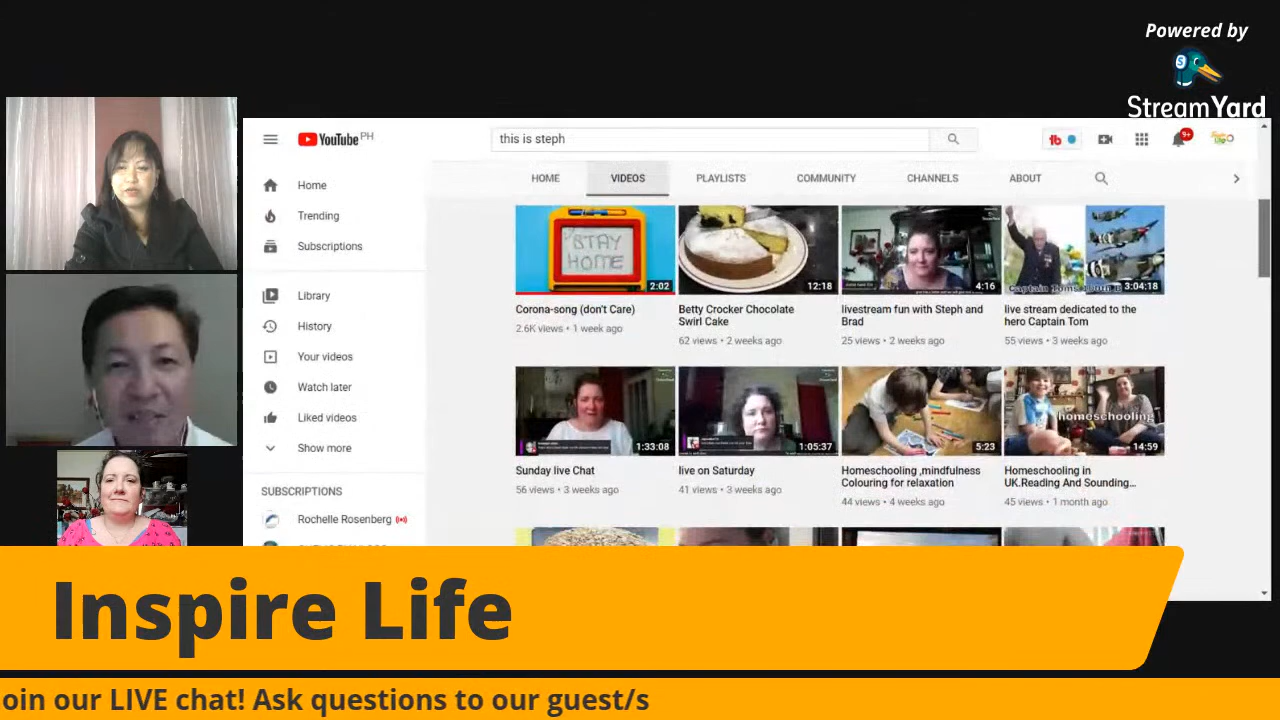 Powered by
StreamYard
YouTube PH
this is steph
9+
HOME VIDEOS PLAYLISTS COMMUNITY CHANNELS ABOUT
Home
Trending
Subscriptions
Library
History
Your videos
Watch later
Liked videos
Show more
SUBSCRIPTIONS
Rochelle Rosenberg
STAY
HOME
2:02
Corona-song (don't Care)
2.6K views • 1 week ago
12:18
Betty Crocker Chocolate
Swirl Cake
62 views • 2 weeks ago
4:16
livestream fun with Steph and
Brad
25 views • 2 weeks ago
3:04:18
live stream dedicated to the
hero Captain Tom
55 views • 3 weeks ago
1:33:08
Sunday live Chat
56 views • 3 weeks ago
1:05:37
live on Saturday
41 views • 3 weeks ago
5:23
Homeschooling ,mindfulness
Colouring for relaxation
44 views • 4 weeks ago
homeschooling
14:59
Homeschooling in
UK.Reading And Sounding...
45 views • 1 month ago
Inspire Life
oin our LIVE chat! Ask questions to our guest/s